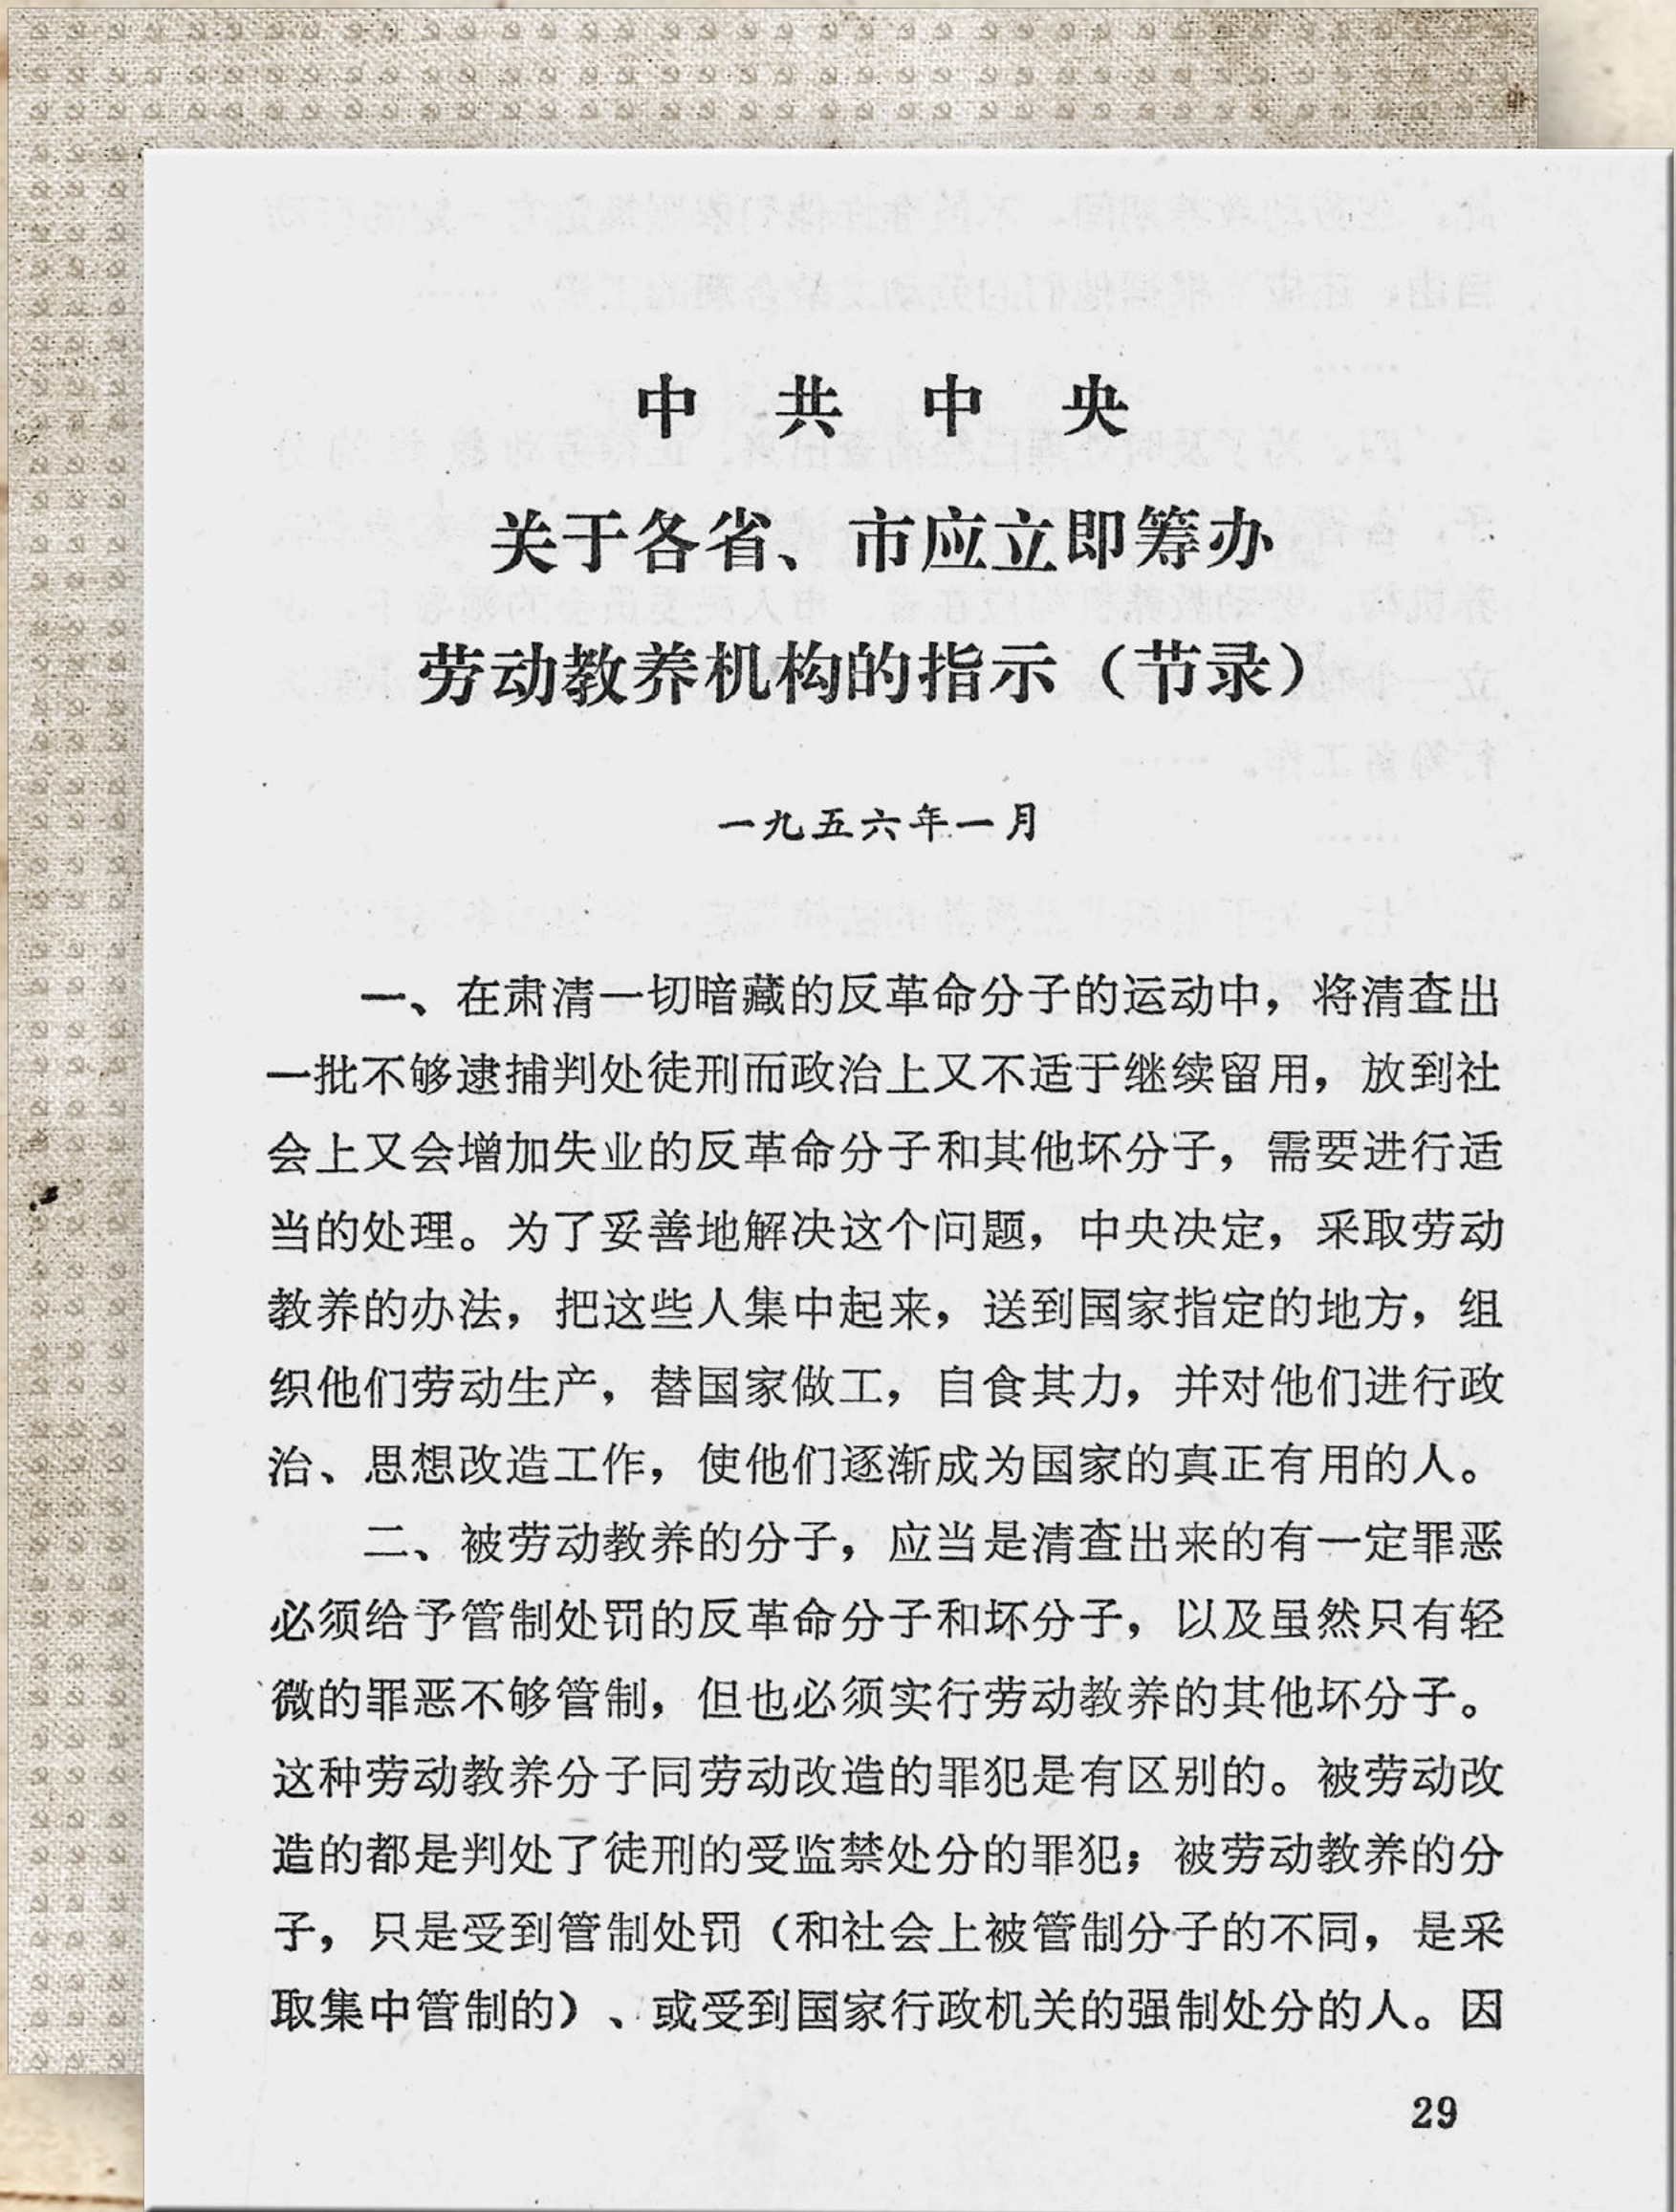 中共中央
关于各省、市应立即筹办
劳动教养机构的指示（节录）
一九五六年一月
一、在肃清一切暗藏的反革命分子的运动中，将清查出
一批不够逮捕判处徒刑而政治上又不适于继续留用，放到社
会上又会增加失业的反革命分子和其他坏分子，需要进行适
当的处理。为了妥善地解决这个问题，中央决定，采取劳动
教养的办法，把这些人集中起来，送到国家指定的地方，组
织他们劳动生产，替国家做工，自食其力，并对他们进行政
治、思想改造工作，使他们逐渐成为国家的真正有用的人。
二、被劳动教养的分子，应当是清查出来的有一定罪恶
必须给予管制处罚的反革命分子和坏分子，以及虽然只有轻
微的罪恶不够管制，但也必须实行劳动教养的其他坏分子。
这种劳动教养分子同劳动改造的罪犯是有区别的。被劳动改
造的都是判处了徒刑的受监禁处分的罪犯；被劳动教养的分
子，只是受到管制处罚（和社会上被管制分子的不同，是采
取集中管制的）、或受到国家行政机关的强制处分的人。因
29